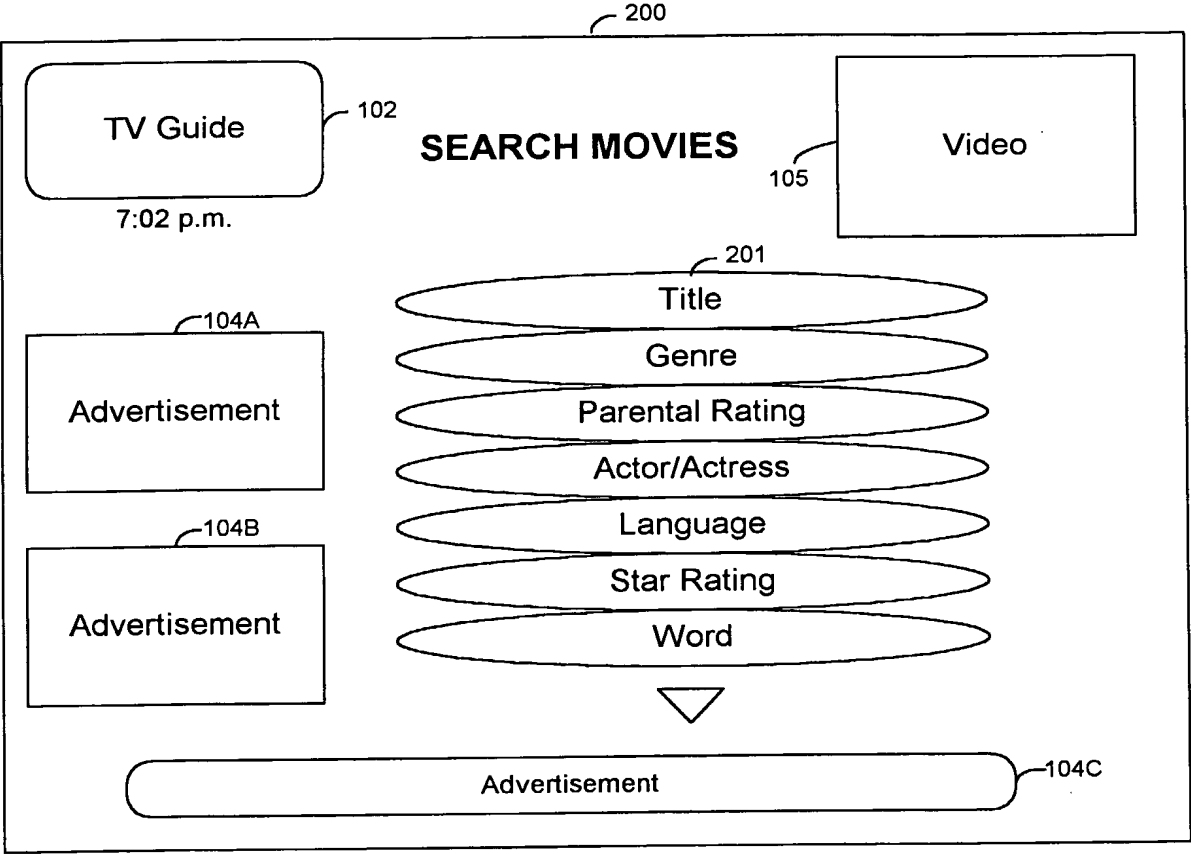 200
TV Guide
102
SEARCH MOVIES
Video
105
7:02 p.m.
201
Title
Genre
Parental Rating
Actor/Actress
Language
Star Rating
Word
104A
Advertisement
104B
Advertisement
Advertisement
104C